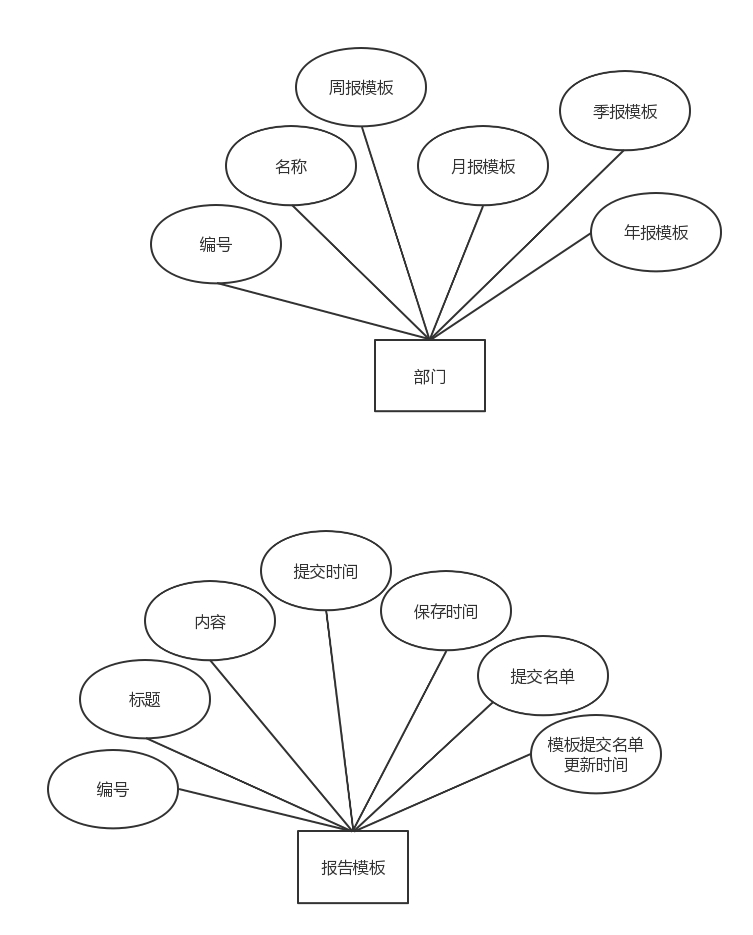 周报模板
季报模板
名称
月报模板
编号
年报模板
部门
提交时间
保存时间
内容
提交名单
标题
模板提交名单
更新时间
编号
报告模板